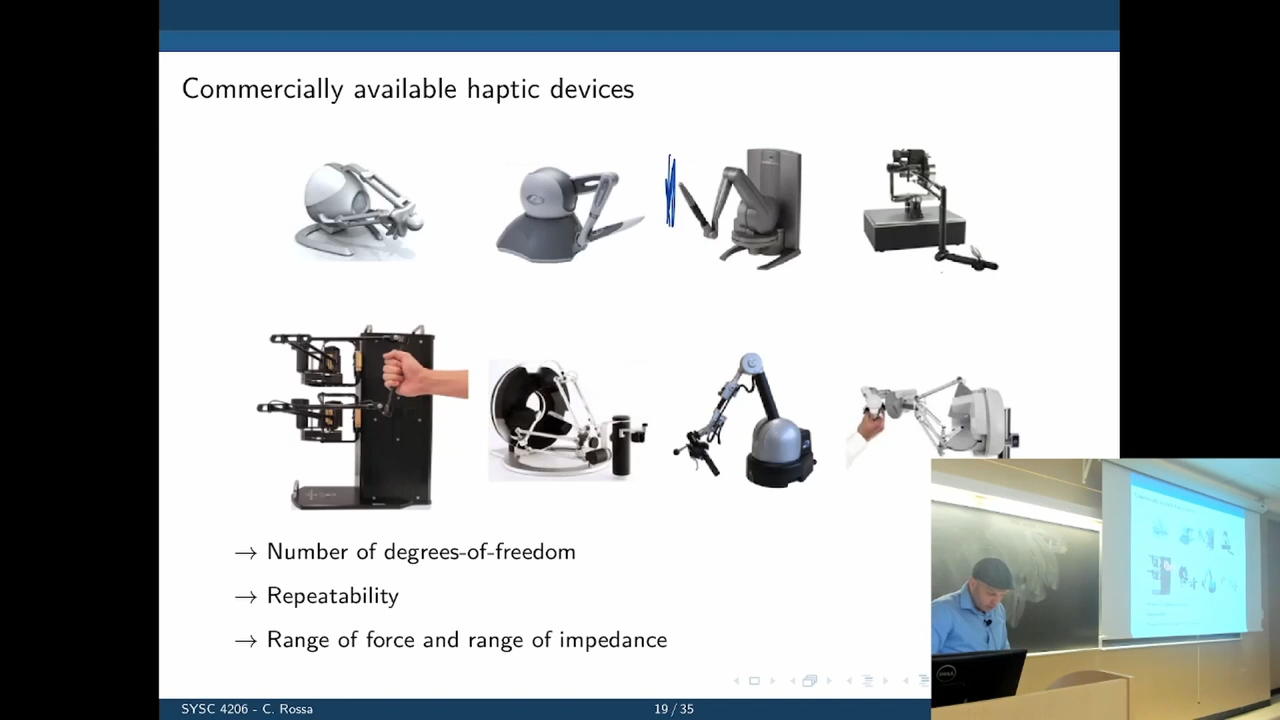 Commercially available haptic devices
→ Number of degrees-of-freedom
→ Repeatability
→ Range of force and range of impedance
SYSC 4206 - C. Rossa
19 / 35
DELL